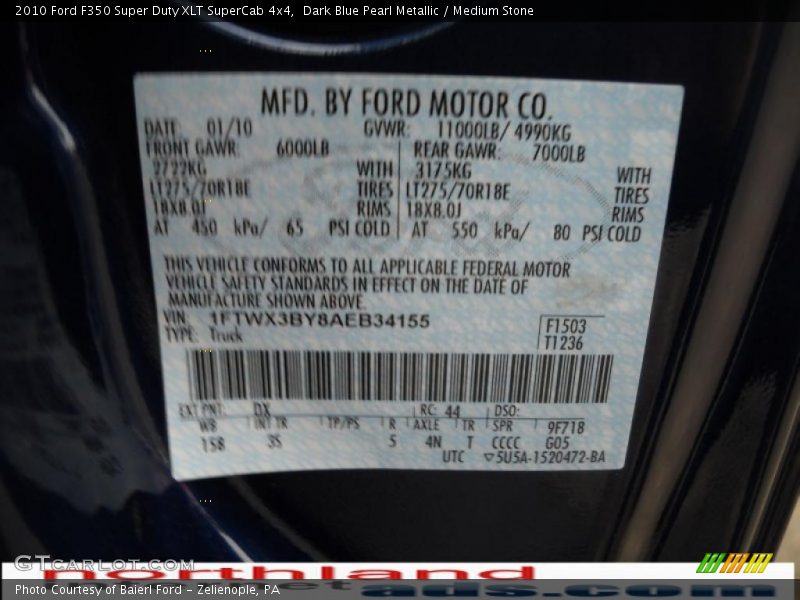 2010 Ford F350 Super Duty XLT SuperCab 4x4, Dark Blue Pearl Metallic / Medium Stone
MFD. BY FORD MOTOR CO.
DATE: 01/10 GVWR: 11000LB/ 4990KG
FRONT GAWR: 6000LB REAR GAWR: 7000LB
2722KG WITH 3175KG WITH
LT275/70R18E TIRES LT275/70R18E TIRES
18X8.0J RIMS 18X8.0J RIMS
AT 450 kPa/ 65 PSI COLD AT 550 kPa/ 80 PSI COLD
THIS VEHICLE CONFORMS TO ALL APPLICABLE FEDERAL MOTOR
VEHICLE SAFETY STANDARDS IN EFFECT ON THE DATE OF
MANUFACTURE SHOWN ABOVE.
VIN: 1FTWX3BY8AEB34155
TYPE: Truck
F1503
T1236
EXT PNT: DX RC: 44 DSO:
WB INT TR TP/PS R AXLE TR SPR 9F718
158 3S 5 4N T CCCC G05
UTC ▽5U5A-1520472-BA
GTCarLot.com
northland
ads.com
Photo Courtesy of Baierl Ford - Zelienople, PA